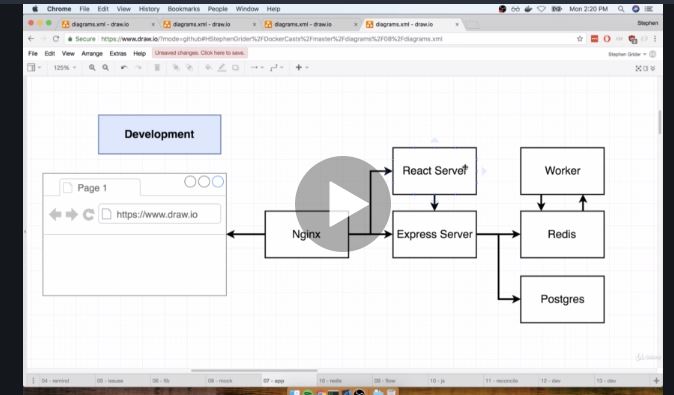 Chrome File Edit View History Bookmarks People Window Help Mon 2:20 PM
diagrams.xml - draw.io diagrams.xml - draw.io diagrams.xml - draw.io diagrams.xml - draw.io Stephen
Secure https://www.draw.io/?mode=github#HStephenGrider%2FDockerCasts%2Fmaster%2Fdiagrams%2F08%2Fdiagrams.xml
File Edit View Arrange Extras Help Unsaved changes. Click here to save. Stephen Grider
125%
Development
Page 1
https://www.draw.io
React Server
Worker
Nginx
Express Server
Redis
Postgres
04 - remind 05 - issuse 06 - fib 08 - mock 07 - app 10 - redis 09 - flow 10 - js 11 - reconcile 12 - dev 13 - dev